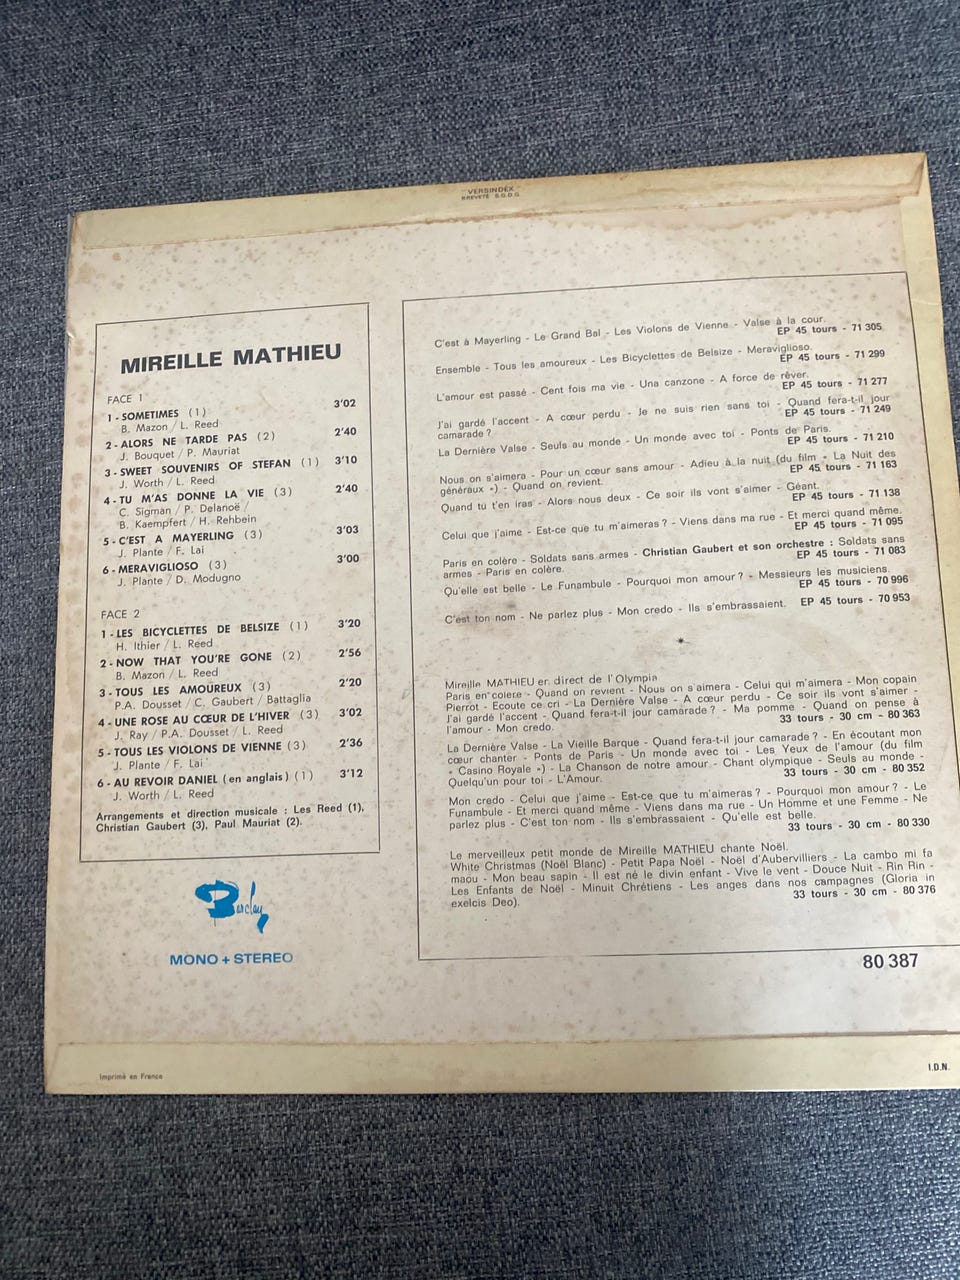 "VERSINDEX"
BREVETÉ S.G.D.G.
MIREILLE MATHIEU
FACE 1
1 - SOMETIMES (1) 3'02
B. Mazon / L. Reed
2 - ALORS NE TARDE PAS (2) 2'40
J. Bouquet / P. Mauriat
3 - SWEET SOUVENIRS OF STEFAN (1) 3'10
J. Worth / L. Reed
4 - TU M'AS DONNE LA VIE (3) 2'40
C. Sigman / P. Delanoë /
B. Kaempfert / H. Rehbein
5 - C'EST A MAYERLING (3) 3'03
J. Plante / F. Lai
6 - MERAVIGLIOSO (3) 3'00
J. Plante / D. Modugno
FACE 2
1 - LES BICYCLETTES DE BELSIZE (1) 3'20
H. Ithier / L. Reed
2 - NOW THAT YOU'RE GONE (2) 2'56
B. Mazon / L. Reed
3 - TOUS LES AMOUREUX (3) 2'20
P.A. Dousset / C. Gaubert / Battaglia
4 - UNE ROSE AU CŒUR DE L'HIVER (3) 3'02
J. Ray / P.A. Dousset / L. Reed
5 - TOUS LES VIOLONS DE VIENNE (3) 2'36
J. Plante / F. Lai
6 - AU REVOIR DANIEL (en anglais) (1) 3'12
J. Worth / L. Reed
Arrangements et direction musicale : Les Reed (1),
Christian Gaubert (3), Paul Mauriat (2).
Barclay
MONO + STEREO
C'est à Mayerling - Le Grand Bal - Les Violons de Vienne - Valse à la cour.
EP 45 tours - 71 305
Ensemble - Tous les amoureux - Les Bicyclettes de Belsize - Meraviglioso.
EP 45 tours - 71 299
L'amour est passé - Cent fois ma vie - Una canzone - A force de rêver.
EP 45 tours - 71 277
J'ai gardé l'accent - A cœur perdu - Je ne suis rien sans toi - Quand fera-t-il jour
camarade ? EP 45 tours - 71 249
La Dernière Valse - Seuls au monde - Un monde avec toi - Ponts de Paris.
EP 45 tours - 71 210
Nous on s'aimera - Pour un cœur sans amour - Adieu à la nuit (du film « La Nuit des
généraux ») - Quand on revient. EP 45 tours - 71 163
Quand tu t'en iras - Alors nous deux - Ce soir ils vont s'aimer - Géant.
EP 45 tours - 71 138
Celui que j'aime - Est-ce que tu m'aimeras ? - Viens dans ma rue - Et merci quand même.
EP 45 tours - 71 095
Paris en colère - Soldats sans armes - Christian Gaubert et son orchestre : Soldats sans
armes - Paris en colère. EP 45 tours - 71 083
Qu'elle est belle - Le Funambule - Pourquoi mon amour ? - Messieurs les musiciens.
EP 45 tours - 70 996
C'est ton nom - Ne parlez plus - Mon credo - Ils s'embrassaient. EP 45 tours - 70 953
Mireille MATHIEU en direct de l'Olympia
Paris en colere - Quand on revient - Nous on s'aimera - Celui qui m'aimera - Mon copain
Pierrot - Ecoute ce cri - La Dernière Valse - A cœur perdu - Ce soir ils vont s'aimer -
J'ai gardé l'accent - Quand fera-t-il jour camarade ? - Ma pomme - Quand on pense à
l'amour - Mon credo. 33 tours - 30 cm - 80 363
La Dernière Valse - La Vieille Barque - Quand fera-t-il jour camarade ? - En écoutant mon
cœur chanter - Ponts de Paris - Un monde avec toi - Les Yeux de l'amour (du film
« Casino Royale ») - La Chanson de notre amour - Chant olympique - Seuls au monde -
Quelqu'un pour toi - L'Amour. 33 tours - 30 cm - 80 352
Mon credo - Celui que j'aime - Est-ce que tu m'aimeras ? - Pourquoi mon amour ? - Le
Funambule - Et merci quand même - Viens dans ma rue - Un Homme et une Femme - Ne
parlez plus - C'est ton nom - Ils s'embrassaient - Qu'elle est belle.
33 tours - 30 cm - 80 330
Le merveilleux petit monde de Mireille MATHIEU chante Noël.
White Christmas (Noël Blanc) - Petit Papa Noël - Noël d'Aubervilliers - La cambo mi fa
maou - Mon beau sapin - Il est né le divin enfant - Vive le vent - Douce Nuit - Rin Rin -
Les Enfants de Noël - Minuit Chrétiens - Les anges dans nos campagnes (Gloria in
exelcis Deo). 33 tours - 30 cm - 80 376
80 387
Imprimé en France
I.D.N.